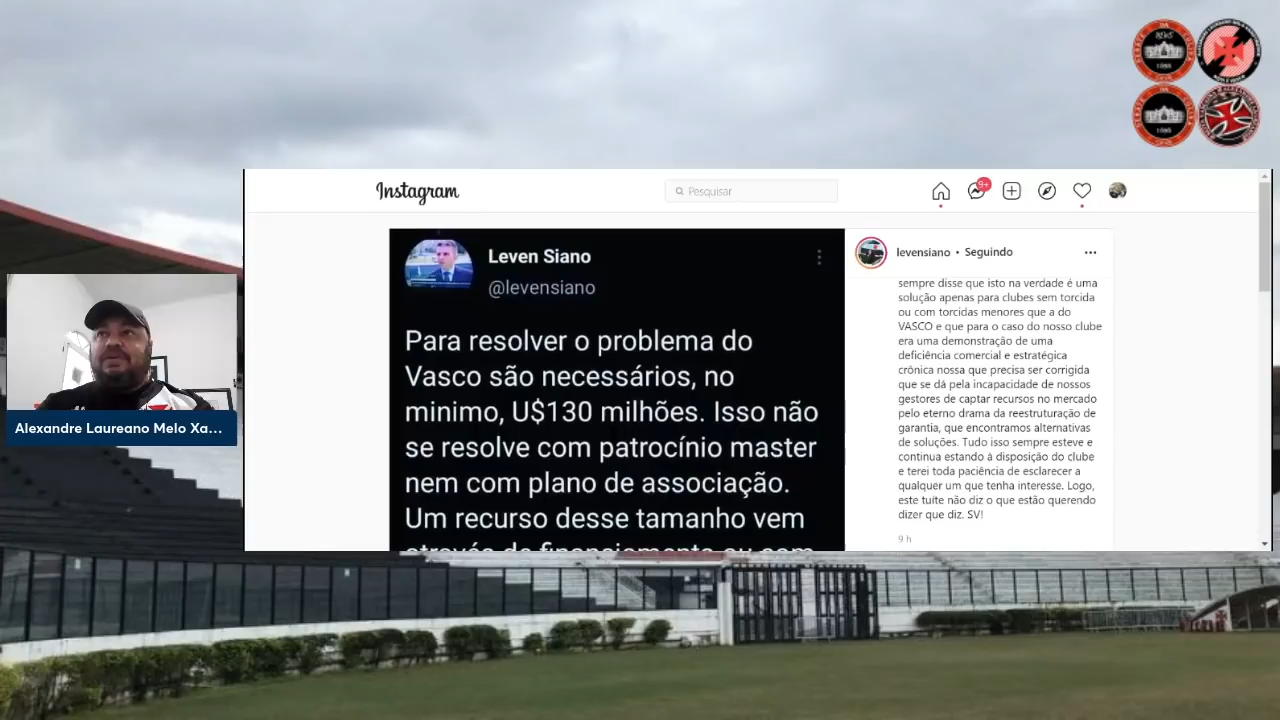 Instagram
Pesquisar
9+
Leven Siano
@levensiano
Para resolver o problema do
Vasco são necessários, no
minimo, U$130 milhões. Isso não
se resolve com patrocínio master
nem com plano de associação.
Um recurso desse tamanho vem
através de financiamento ou com
levensiano • Seguindo
sempre disse que isto na verdade é uma
solução apenas para clubes sem torcida
ou com torcidas menores que a do
VASCO e que para o caso do nosso clube
era uma demonstração de uma
deficiência comercial e estratégica
crônica nossa que precisa ser corrigida
que se dá pela incapacidade de nossos
gestores de captar recursos no mercado
pelo eterno drama da reestruturação de
garantia, que encontramos alternativas
de soluções. Tudo isso sempre esteve e
continua estando à disposição do clube
e terei toda paciência de esclarecer a
qualquer um que tenha interesse. Logo,
este tuíte não diz o que estão querendo
dizer que diz. SV!
9 h
Alexandre Laureano Melo Xa...